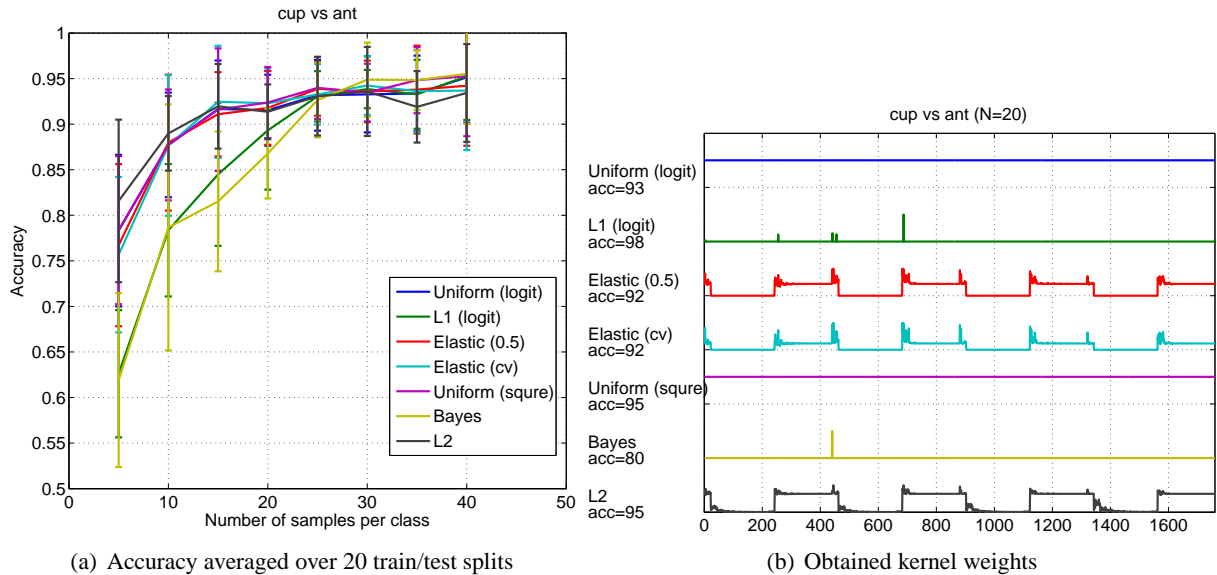 cup vs ant
1
0.95
0.9
0.85
0.8
0.75
0.7
0.65
0.6
0.55
0.5
Accuracy
0
10
20
30
40
50
Number of samples per class
Uniform (logit)
L1 (logit)
Elastic (0.5)
Elastic (cv)
Uniform (squre)
Bayes
L2
(a) Accuracy averaged over 20 train/test splits
cup vs ant (N=20)
Uniform (logit)
acc=93
L1 (logit)
acc=98
Elastic (0.5)
acc=92
Elastic (cv)
acc=92
Uniform (squre)
acc=95
Bayes
acc=80
L2
acc=95
0
200
400
600
800
1000
1200
1400
1600
(b) Obtained kernel weights